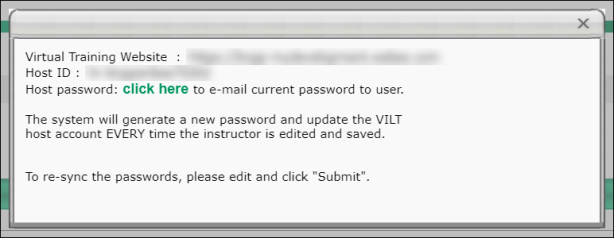 Virtual Training Website :
Host ID :
Host password: click here to e-mail current password to user.
The system will generate a new password and update the VILT
host account EVERY time the instructor is edited and saved.
To re-sync the passwords, please edit and click "Submit".